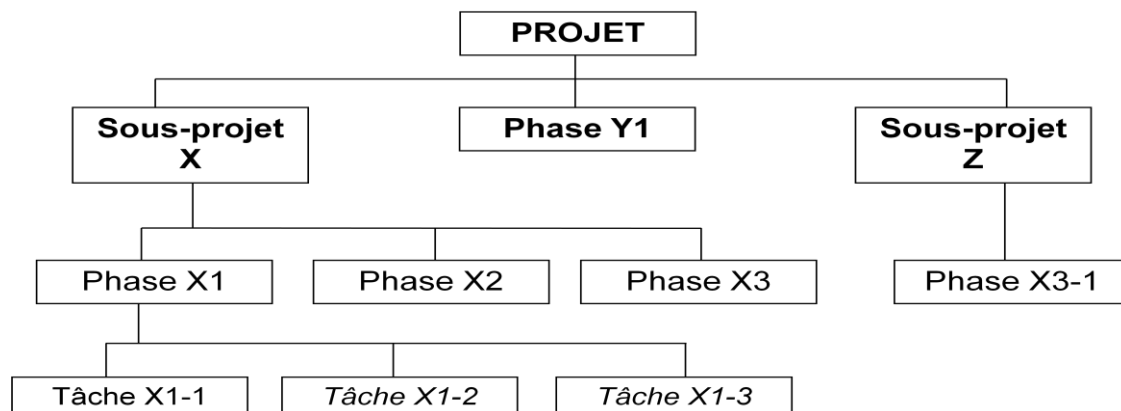 PROJET
Sous-projet
X
Phase Y1
Sous-projet
Z
Phase X1
Phase X2
Phase X3
Phase X3-1
Tâche X1-1
Tâche X1-2
Tâche X1-3